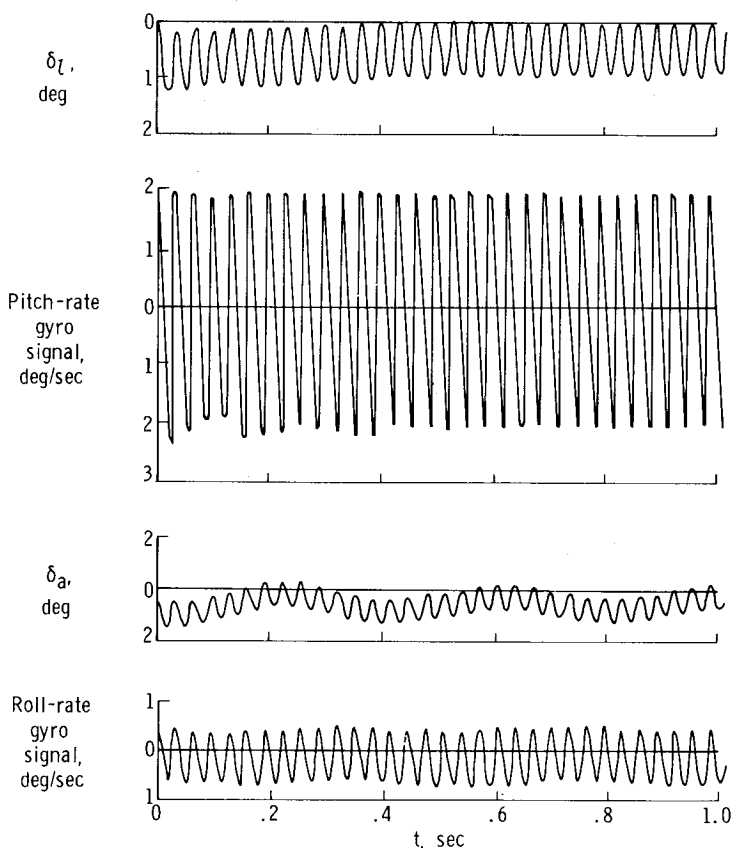 0
δl,
deg
1
2
2
1
Pitch-rate
gyro
signal,
deg/sec
0
1
2
3
2
δa,
deg
0
2
Roll-rate
gyro
signal,
deg/sec
1
0
1
0 .2 .4 .6 .8 1.0
t, sec